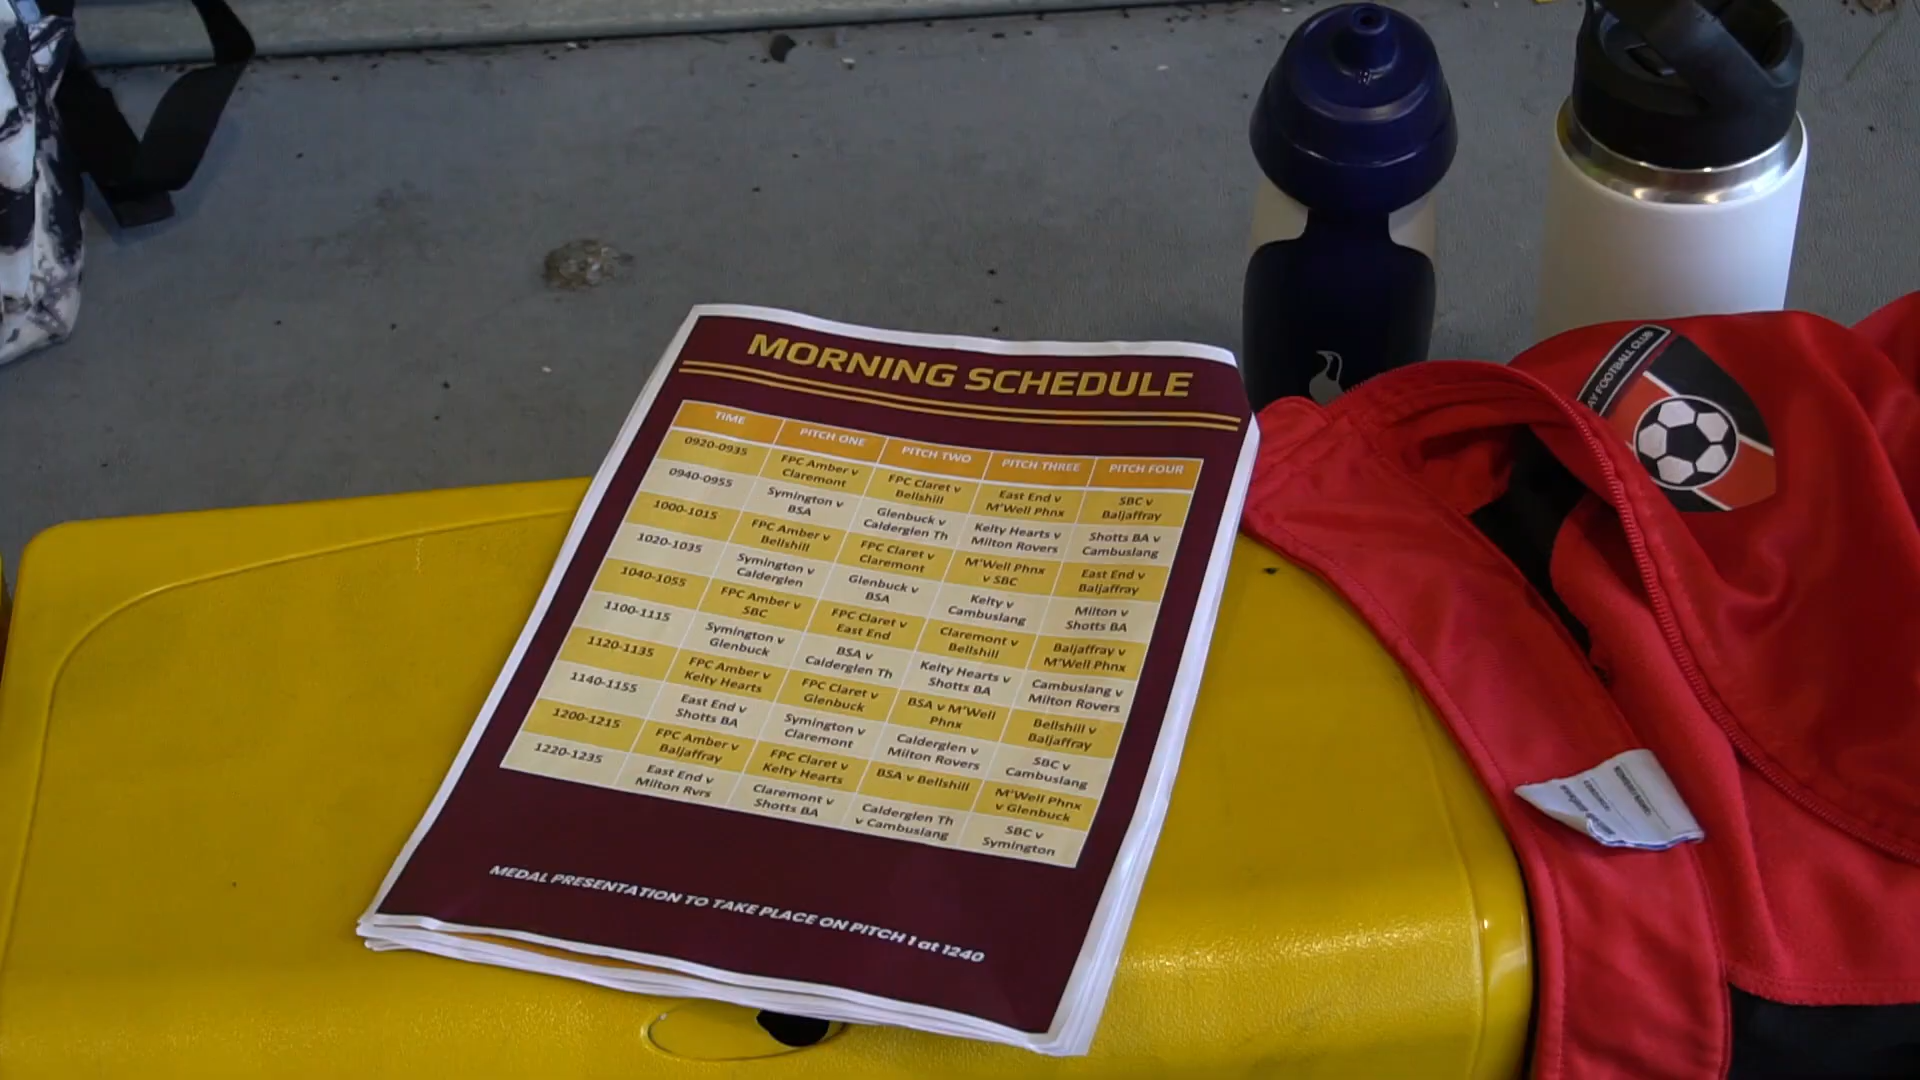 MORNING SCHEDULE
TIME PITCH ONE PITCH TWO PITCH THREE PITCH FOUR
0920-0935 FPC Amber v Claremont FPC Claret v Bellshill East End v M'Well Phnx SBC v Baljaffray
0940-0955 Symington v BSA Glenbuck v Calderglen Th Kelty Hearts v Milton Rovers Shotts BA v Cambuslang
1000-1015 FPC Amber v Bellshill FPC Claret v Claremont M'Well Phnx v SBC East End v Baljaffray
1020-1035 Symington v Calderglen Glenbuck v BSA Kelty v Cambuslang Milton v Shotts BA
1040-1055 FPC Amber v SBC FPC Claret v East End Claremont v Bellshill Baljaffray v M'Well Phnx
1100-1115 Symington v Glenbuck BSA v Calderglen Th Kelty Hearts v Shotts BA Cambuslang v Milton Rovers
1120-1135 FPC Amber v Kelty Hearts FPC Claret v Glenbuck BSA v M'Well Phnx Bellshill v Baljaffray
1140-1155 East End v Shotts BA Symington v Claremont Calderglen v Milton Rovers SBC v Cambuslang
1200-1215 FPC Amber v Baljaffray FPC Claret v Kelty Hearts BSA v Bellshill M'Well Phnx v Glenbuck
1220-1235 East End v Milton Rvrs Claremont v Shotts BA Calderglen Th v Cambuslang SBC v Symington
MEDAL PRESENTATION TO TAKE PLACE ON PITCH 1 at 1240
FOOTBALL CLUB